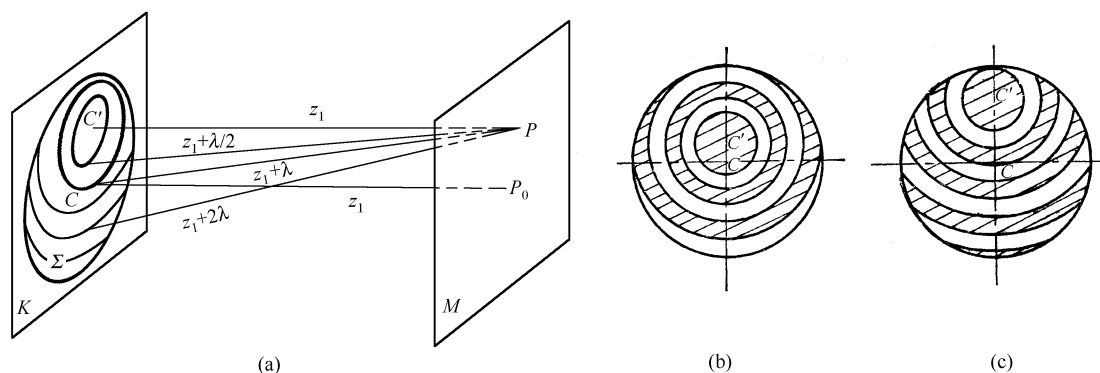 C′
z₁
P
z₁+λ/2
z₁+λ
C
P₀
z₁
z₁+2λ
Σ
K
M
(a)
C′
C
(b)
C′
C
(c)